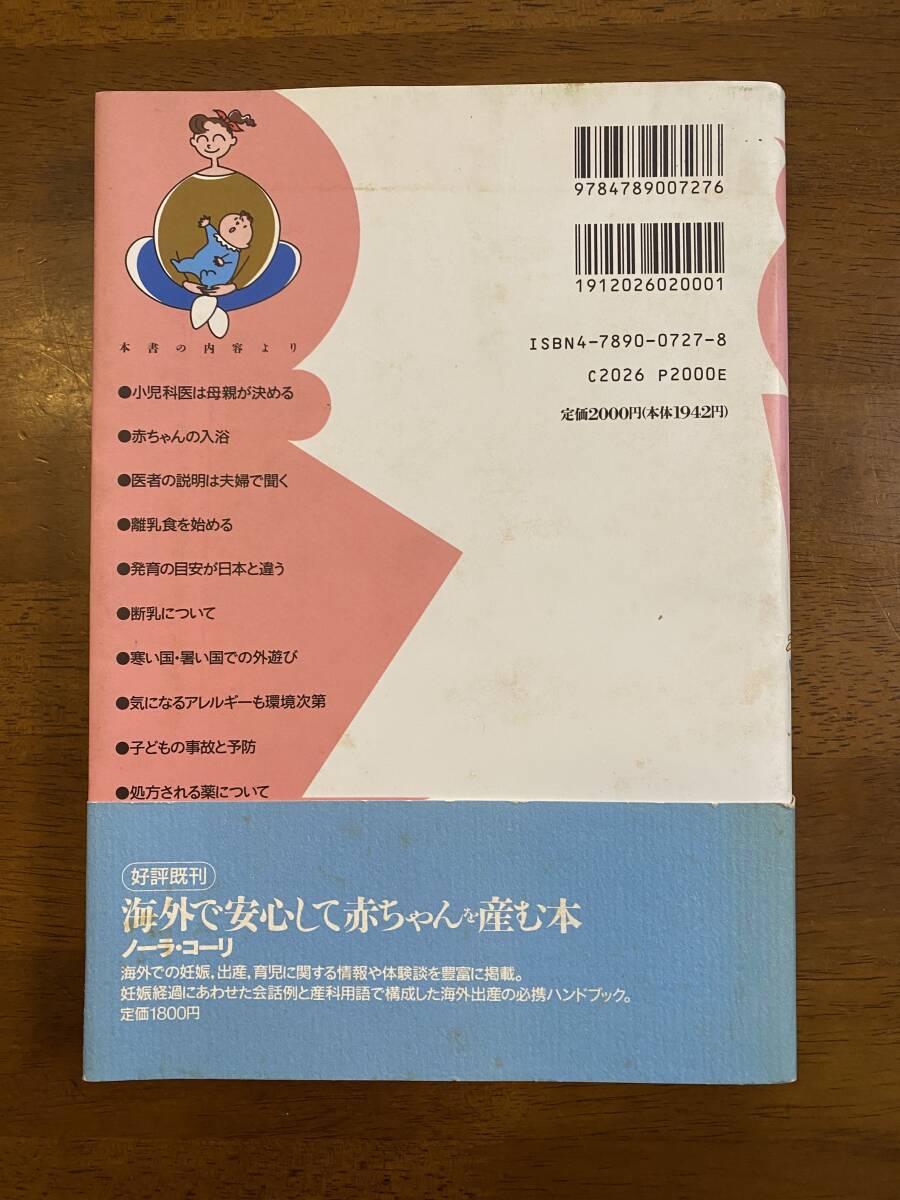 9784789007276
1912026020001
ISBN4-7890-0727-8
C2026 P2000E
定価2000円(本体1942円)
本書の内容より
●小児科医は母親が決める
●赤ちゃんの入浴
●医者の説明は夫婦で聞く
●離乳食を始める
●発育の目安が日本と違う
●断乳について
●寒い国・暑い国での外遊び
●気になるアレルギーも環境次第
●子どもの事故と予防
●処方される薬について
好評既刊
海外で安心して赤ちゃんを産む本
ノーラ・コーリ
海外での妊娠,出産,育児に関する情報や体験談を豊富に掲載。
妊娠経過にあわせた会話例と産科用語で構成した海外出産の必携ハンドブック。
定価1800円